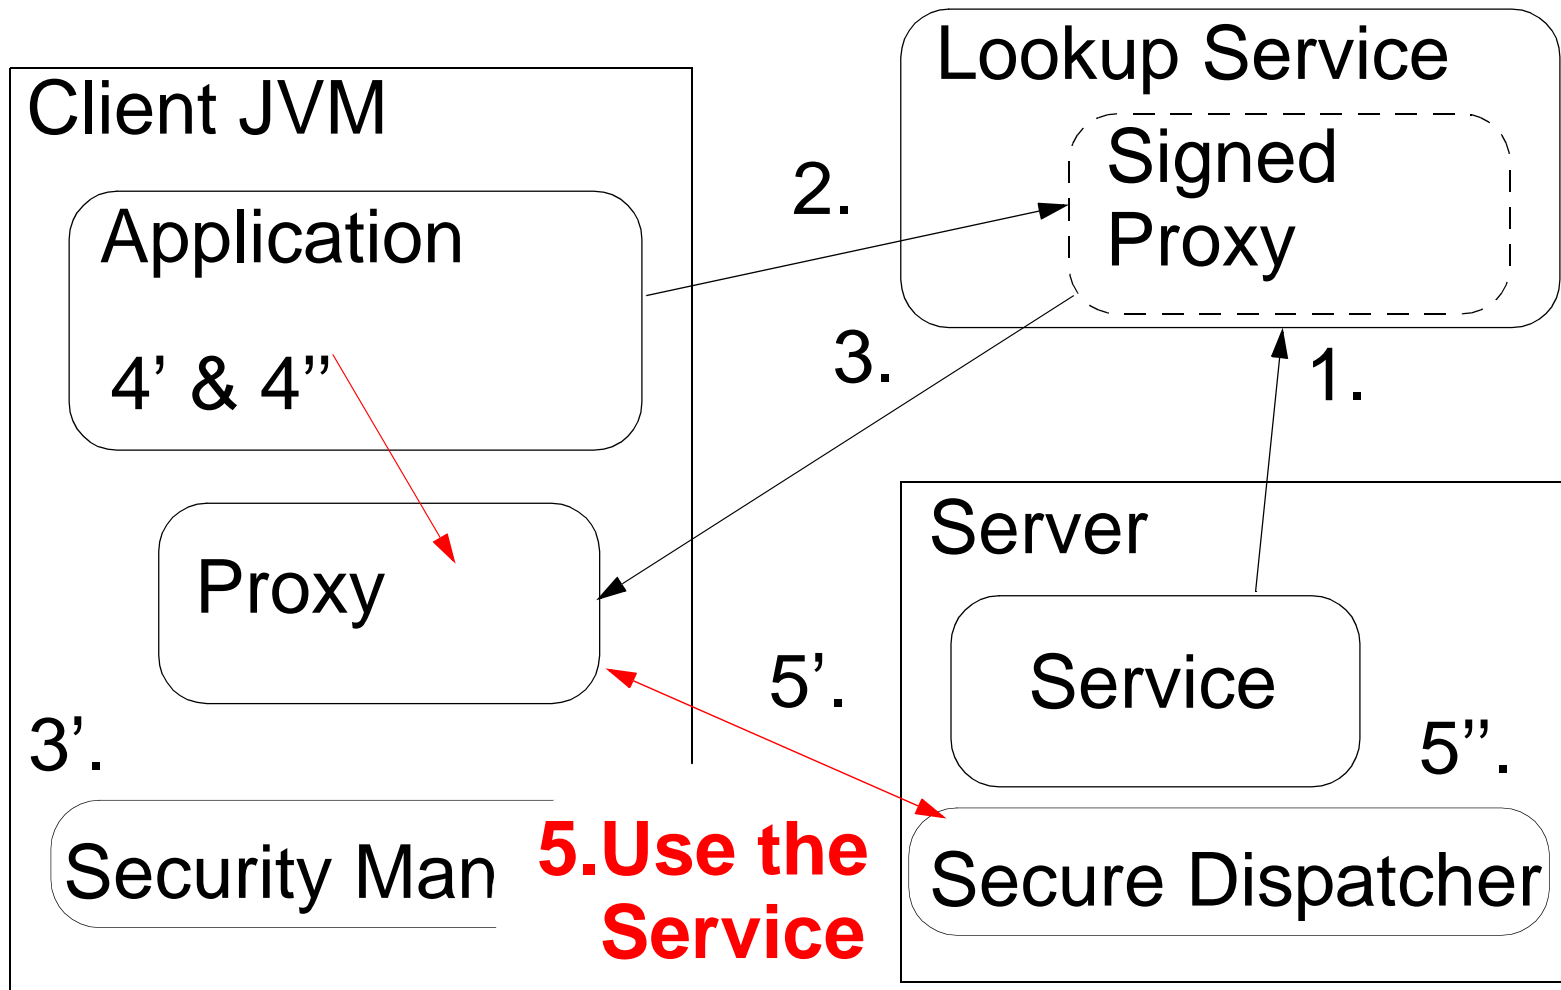 Lookup Service
Client JVM
Signed
Proxy
2.
Application
3.
1.
4’ & 4’’
Server
Proxy
Service
5’.
5’’.
3’.
Security Man
5.Use the
Service
Secure Dispatcher